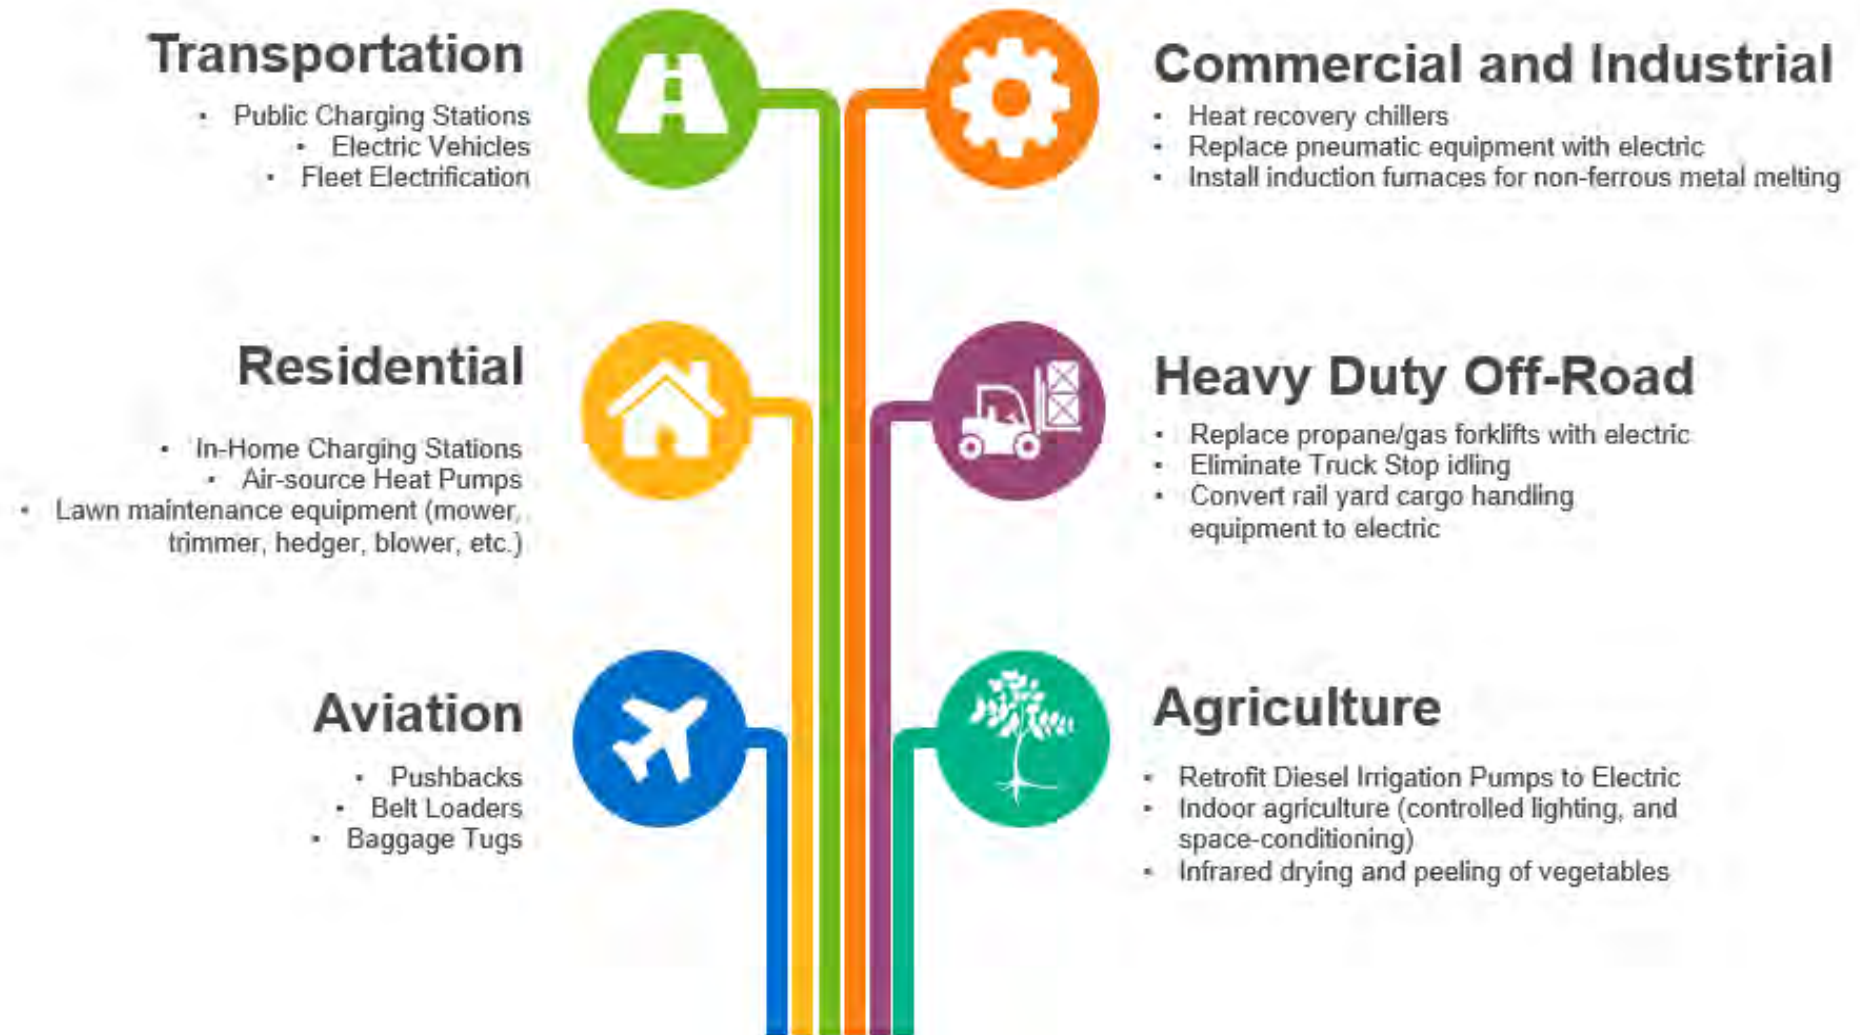 Transportation
• Public Charging Stations
• Electric Vehicles
• Fleet Electrification
Commercial and Industrial
• Heat recovery chillers
• Replace pneumatic equipment with electric
• Install induction furnaces for non-ferrous metal melting
Residential
• In-Home Charging Stations
• Air-source Heat Pumps
• Lawn maintenance equipment (mower,
trimmer, hedger, blower, etc.)
Heavy Duty Off-Road
• Replace propane/gas forklifts with electric
• Eliminate Truck Stop idling
• Convert rail yard cargo handling
equipment to electric
Aviation
• Pushbacks
• Belt Loaders
• Baggage Tugs
Agriculture
• Retrofit Diesel Irrigation Pumps to Electric
• Indoor agriculture (controlled lighting, and
space-conditioning)
• Infrared drying and peeling of vegetables